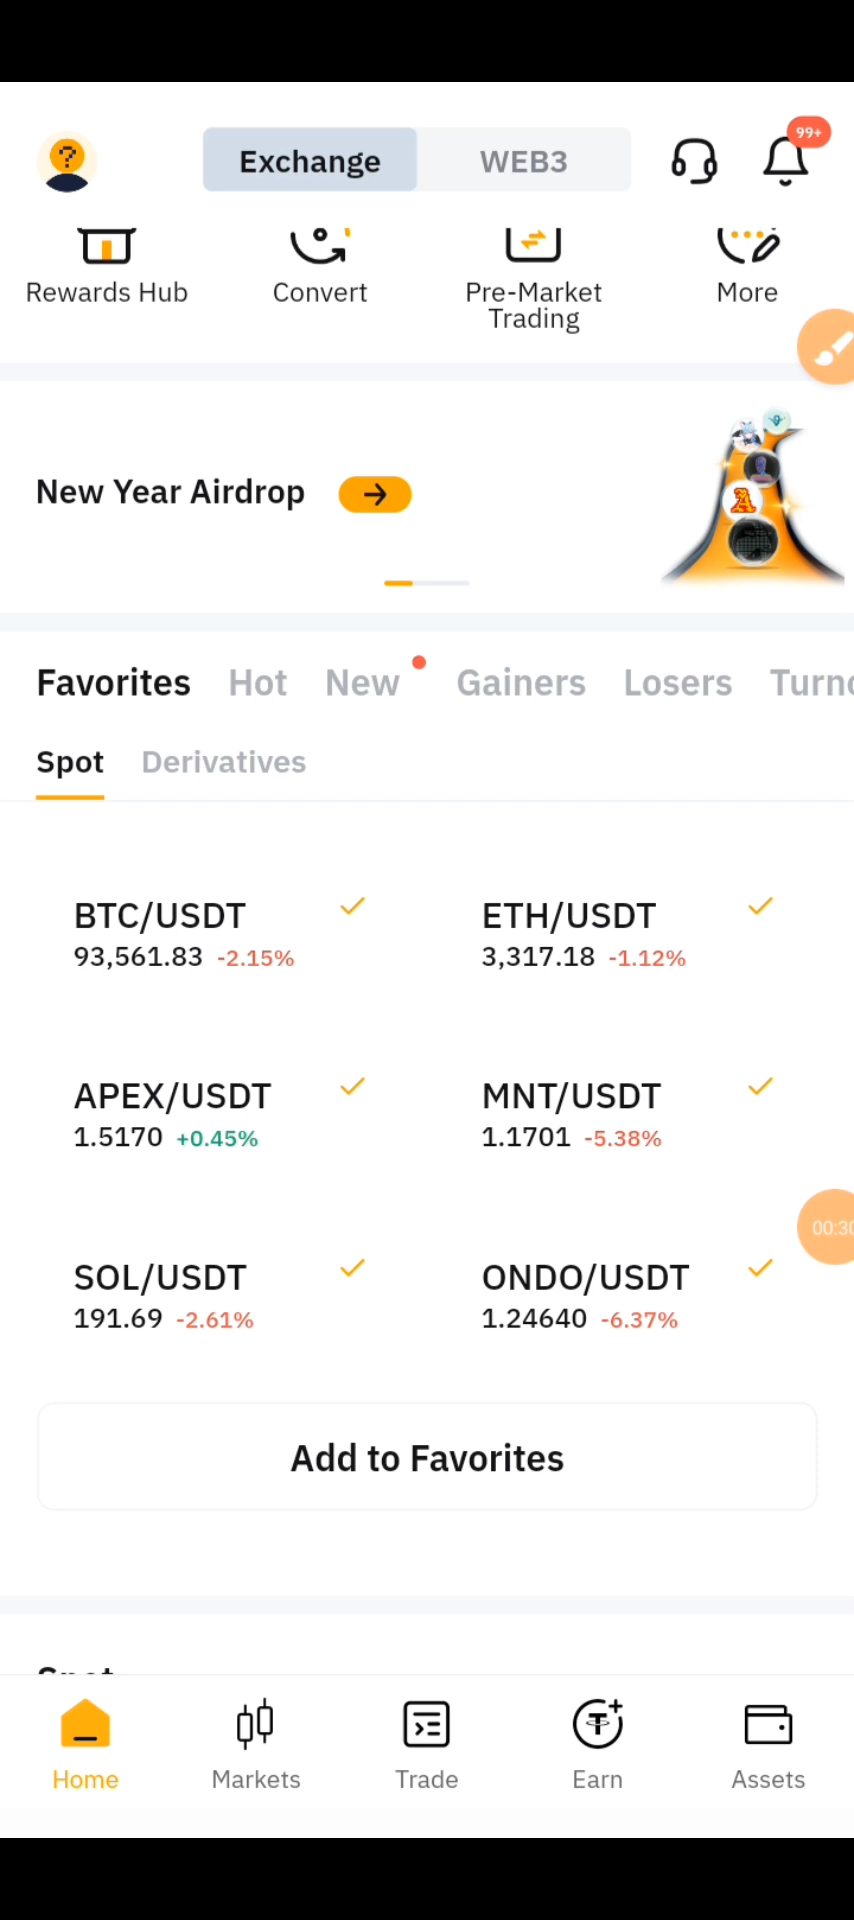 Exchange
WEB3
99+
Rewards Hub
Convert
Pre-Market
Trading
More
New Year Airdrop
Favorites
Hot
New
Gainers
Losers
Spot
Derivatives
BTC/USDT
93,561.83 -2.15%
ETH/USDT
3,317.18 -1.12%
APEX/USDT
1.5170 +0.45%
MNT/USDT
1.1701 -5.38%
SOL/USDT
191.69 -2.61%
ONDO/USDT
1.24640 -6.37%
Add to Favorites
Home
Markets
Trade
Earn
Assets